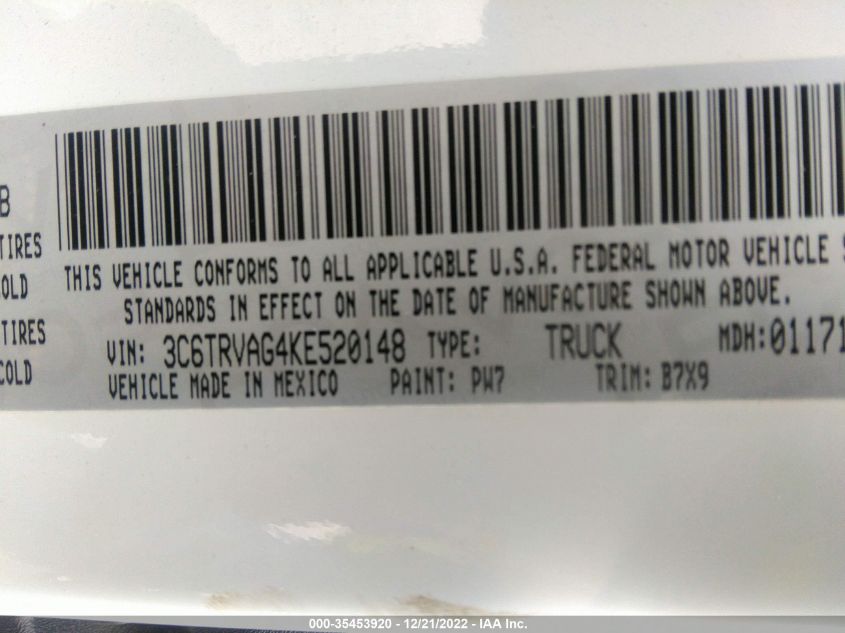 B
TIRES
COLD
TIRES
COLD
THIS VEHICLE CONFORMS TO ALL APPLICABLE U.S.A. FEDERAL MOTOR VEHICLE S
STANDARDS IN EFFECT ON THE DATE OF MANUFACTURE SHOWN ABOVE.
VIN: 3C6TRVAG4KE520148 TYPE: TRUCK MDH:01171
VEHICLE MADE IN MEXICO PAINT: PW7 TRIM: B7X9
000-35453920 - 12/21/2022 - IAA Inc.